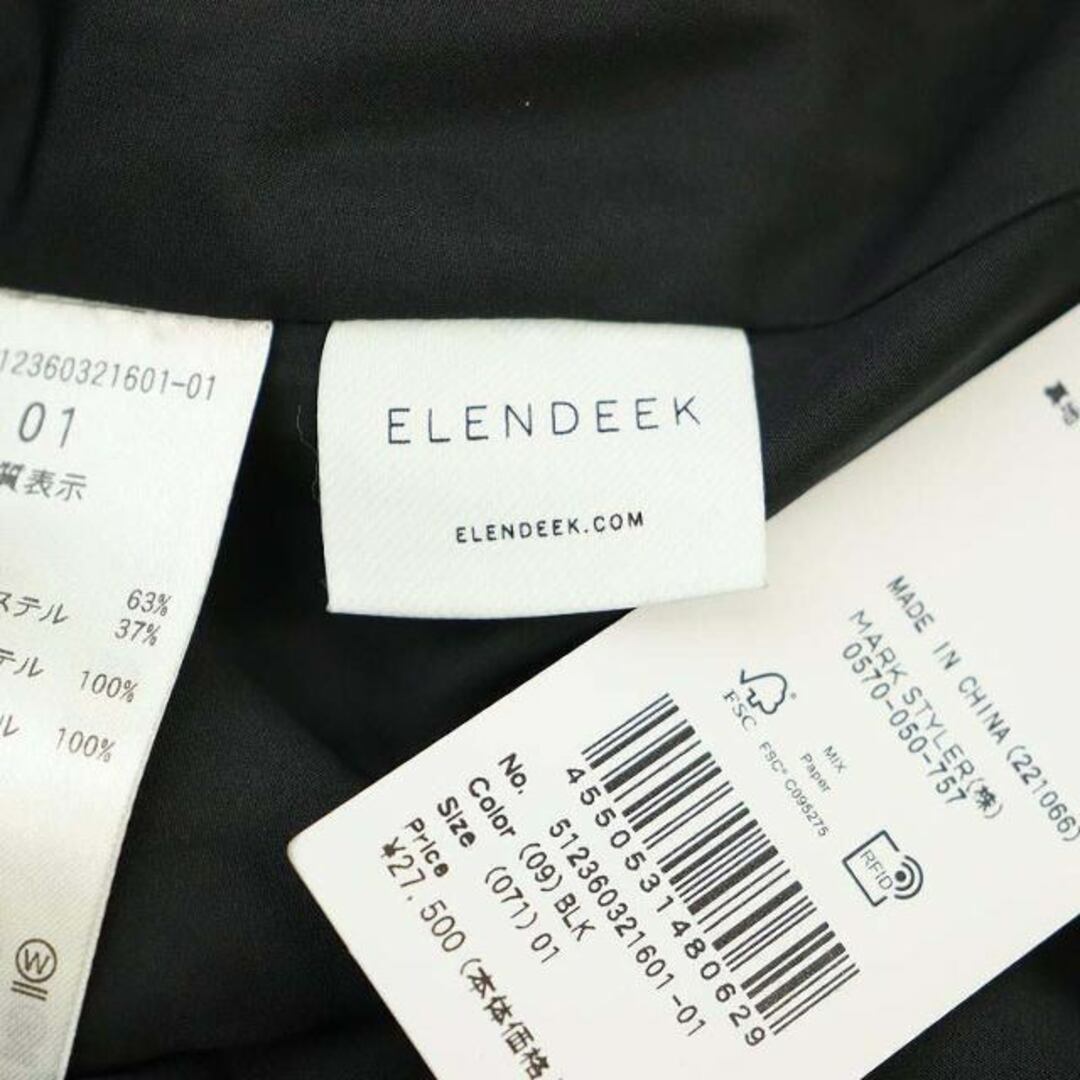 12360321601-01
01
質表示
ステル 63%
37%
テル 100%
ル 100%
W
ELENDEEK
ELENDEEK.COM
MADE IN CHINA(221066)
MARK STYLER(株)
0570-050-757
FSC
MIX
Paper
FSC® C095275
RFID
4550531480629
No. 512360321601-01
Color (09)BLK
Size (071)01
Price
¥27,500(本体価格